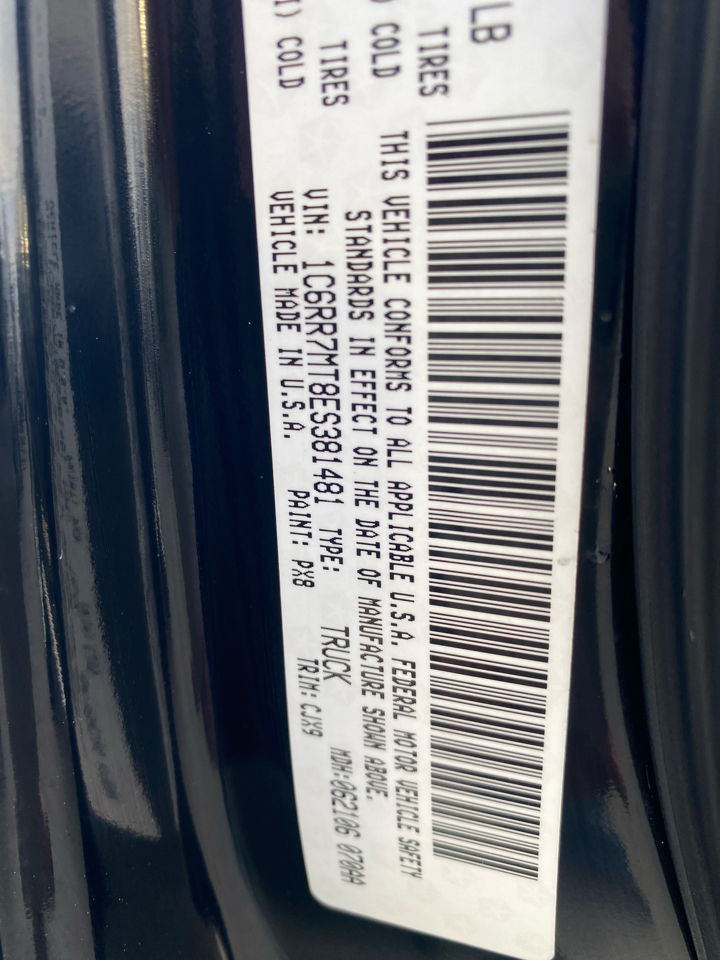 LB
TIRES
) COLD
TIRES
) COLD
THIS VEHICLE CONFORMS TO ALL APPLICABLE U.S.A. FEDERAL MOTOR VEHICLE SAFETY
STANDARDS IN EFFECT ON THE DATE OF MANUFACTURE SHOWN ABOVE.
VIN: 1C6RR7MT8ES381481 TYPE: TRUCK MDH:062106 070AA
VEHICLE MADE IN U.S.A. PAINT: PX8 TRIM:CJX9